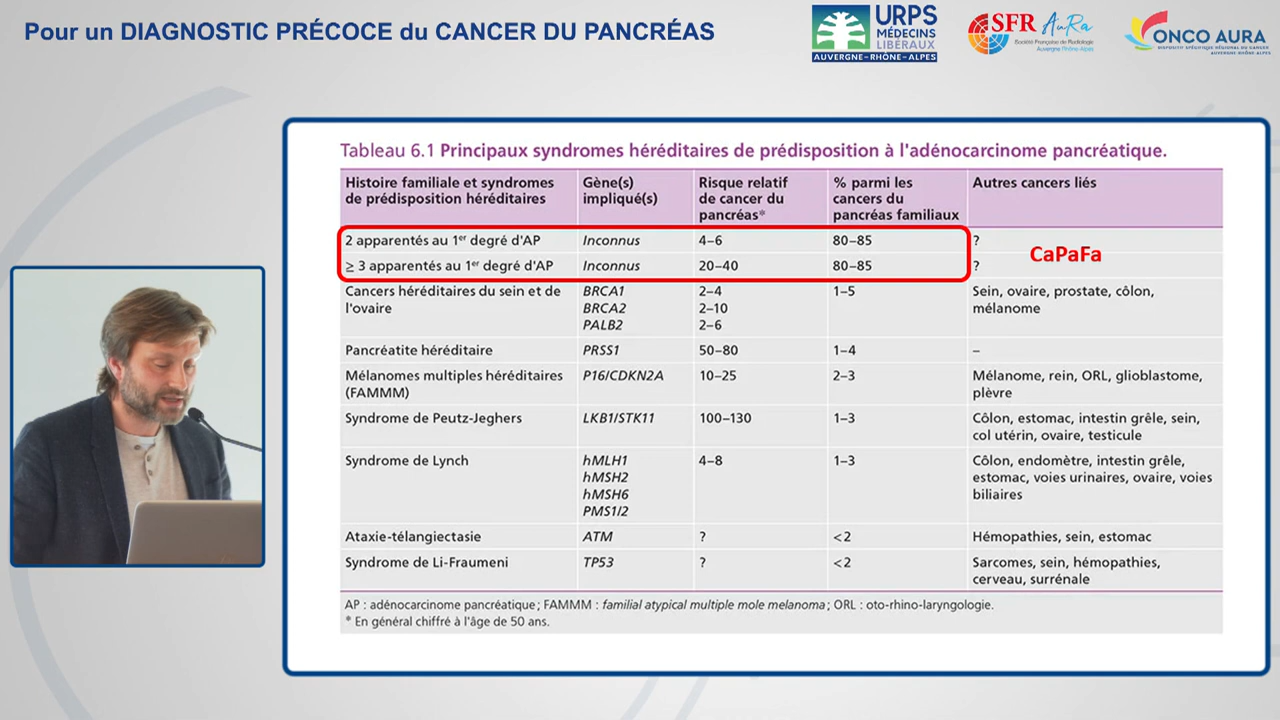 Pour un DIAGNOSTIC PRÉCOCE du CANCER DU PANCRÉAS
URPS
MÉDECINS
LIBÉRAUX
AUVERGNE-RHÔNE-ALPES
SFR AuRa
Société Française de Radiologie
Auvergne Rhône-Alpes
ONCO AURA
DISPOSITIF SPÉCIFIQUE RÉGIONAL DU CANCER
AUVERGNE-RHÔNE-ALPES
Tableau 6.1 Principaux syndromes héréditaires de prédisposition à l'adénocarcinome pancréatique.
Histoire familiale et syndromes de prédisposition héréditaires | Gène(s) impliqué(s) | Risque relatif de cancer du pancréas* | % parmi les cancers du pancréas familiaux | Autres cancers liés
2 apparentés au 1er degré d'AP | Inconnus | 4–6 | 80–85 | ?
CaPaFa
≥ 3 apparentés au 1er degré d'AP | Inconnus | 20–40 | 80–85 | ?
Cancers héréditaires du sein et de | BRCA1 | 2–4 | 1–5 | Sein, ovaire, prostate, côlon,
l'ovaire | BRCA2 | 2–10 | mélanome
PALB2 | 2–6
Pancréatite héréditaire | PRSS1 | 50–80 | 1–4 | –
Mélanomes multiples héréditaires | P16/CDKN2A | 10–25 | 2–3 | Mélanome, rein, ORL, glioblastome,
(FAMMM) | plèvre
Syndrome de Peutz-Jeghers | LKB1/STK11 | 100–130 | 1–3 | Côlon, estomac, intestin grêle, sein,
col utérin, ovaire, testicule
Syndrome de Lynch | hMLH1 | 4–8 | 1–3 | Côlon, endomètre, intestin grêle,
hMSH2 | estomac, voies urinaires, ovaire, voies
hMSH6 | biliaires
PMS1/2
Ataxie-télangiectasie | ATM | ? | <2 | Hémopathies, sein, estomac
Syndrome de Li-Fraumeni | TP53 | ? | <2 | Sarcomes, sein, hémopathies,
cerveau, surrénale
AP : adénocarcinome pancréatique ; FAMMM : familial atypical multiple mole melanoma ; ORL : oto-rhino-laryngologie.
* En général chiffré à l'âge de 50 ans.